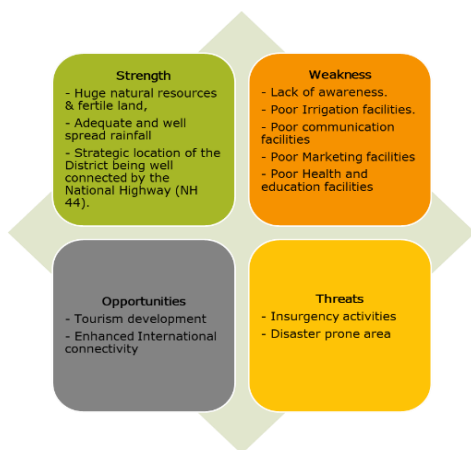 Strength
- Huge natural resources
& fertile land,
- Adequate and well
spread rainfall
- Strategic location of the
District being well
connected by the
National Highway (NH
44).
Weakness
- Lack of awareness.
- Poor Irrigation facilities.
- Poor communication
facilities
- Poor Marketing facilities
- Poor Health and
education facilities
Opportunities
- Tourism development
- Enhanced International
connectivity
Threats
- Insurgency activities
- Disaster prone area